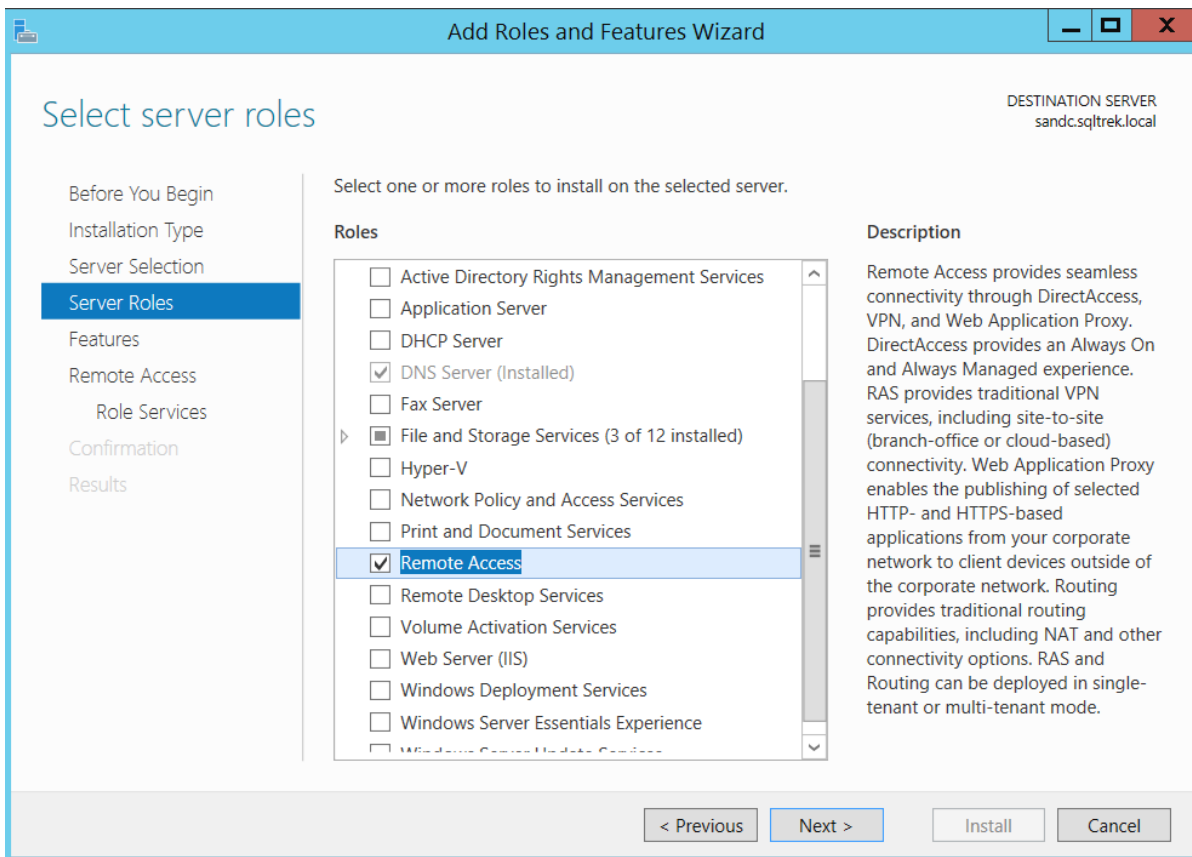 Add Roles and Features Wizard
Select server roles
DESTINATION SERVER
sandc.sqltrek.local
Before You Begin
Installation Type
Server Selection
Server Roles
Features
Remote Access
Role Services
Confirmation
Results
Select one or more roles to install on the selected server.
Roles
Active Directory Rights Management Services
Application Server
DHCP Server
DNS Server (Installed)
Fax Server
File and Storage Services (3 of 12 installed)
Hyper-V
Network Policy and Access Services
Print and Document Services
Remote Access
Remote Desktop Services
Volume Activation Services
Web Server (IIS)
Windows Deployment Services
Windows Server Essentials Experience
Windows Server Update Services
Description
Remote Access provides seamless
connectivity through DirectAccess,
VPN, and Web Application Proxy.
DirectAccess provides an Always On
and Always Managed experience.
RAS provides traditional VPN
services, including site-to-site
(branch-office or cloud-based)
connectivity. Web Application Proxy
enables the publishing of selected
HTTP- and HTTPS-based
applications from your corporate
network to client devices outside of
the corporate network. Routing
provides traditional routing
capabilities, including NAT and other
connectivity options. RAS and
Routing can be deployed in single-
tenant or multi-tenant mode.
< Previous
Next >
Install
Cancel